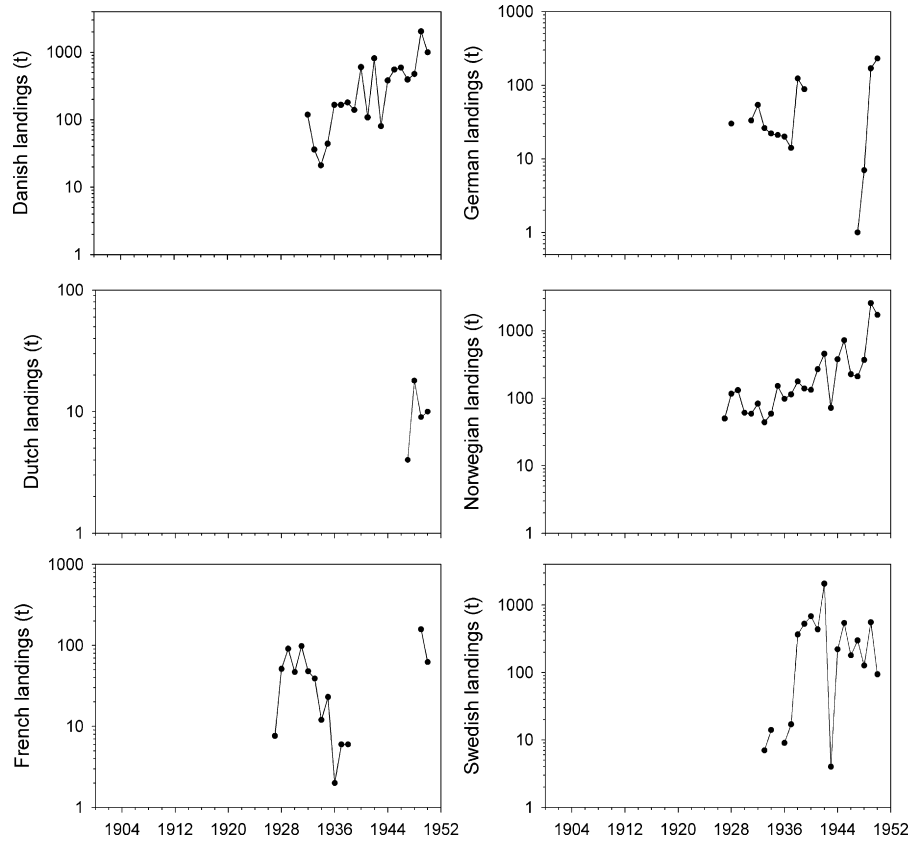 Danish landings (t)
1000
100
10
1
German landings (t)
1000
100
10
1
Dutch landings (t)
100
10
1
Norwegian landings (t)
1000
100
10
1
French landings (t)
1000
100
10
1
1904 1912 1920 1928 1936 1944 1952
Swedish landings (t)
1000
100
10
1
1904 1912 1920 1928 1936 1944 1952